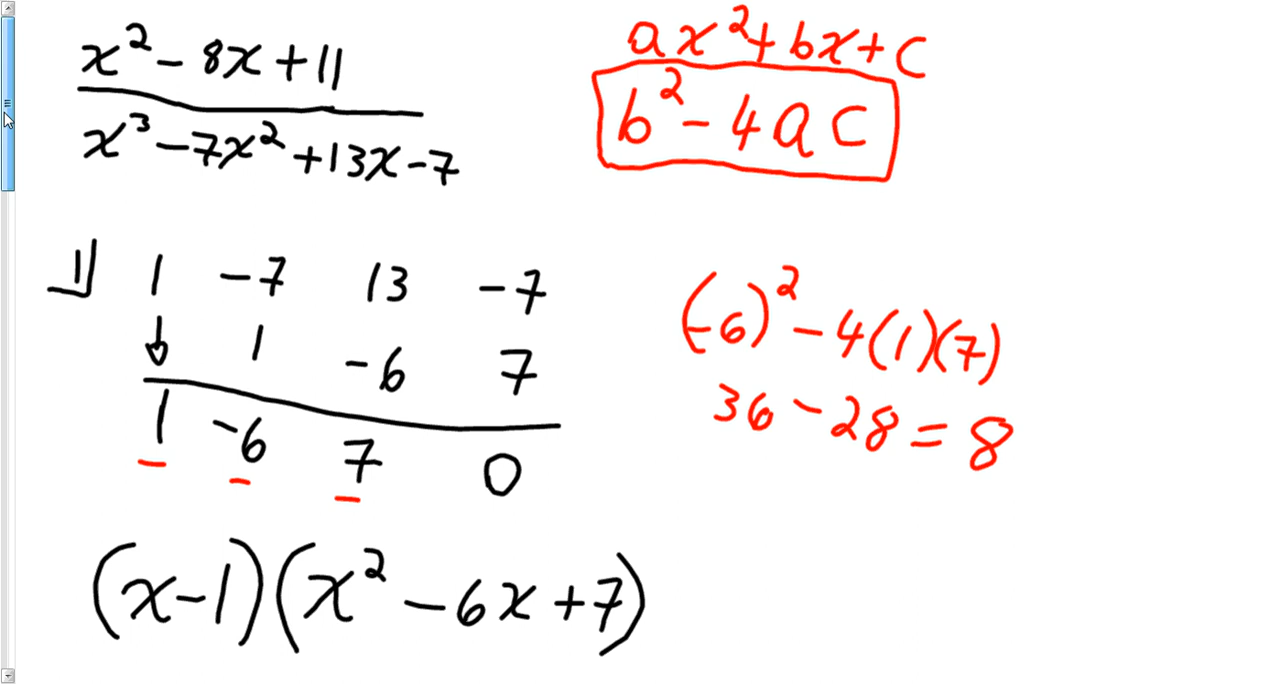 x² - 8x + 11
x³ - 7x² + 13x - 7
ax² + bx + c
b² - 4ac
1 1 -7 13 -7
1 -6 7
1 -6 7 0
(-6)² - 4(1)(7)
36 - 28 = 8
(x - 1)(x² - 6x + 7)